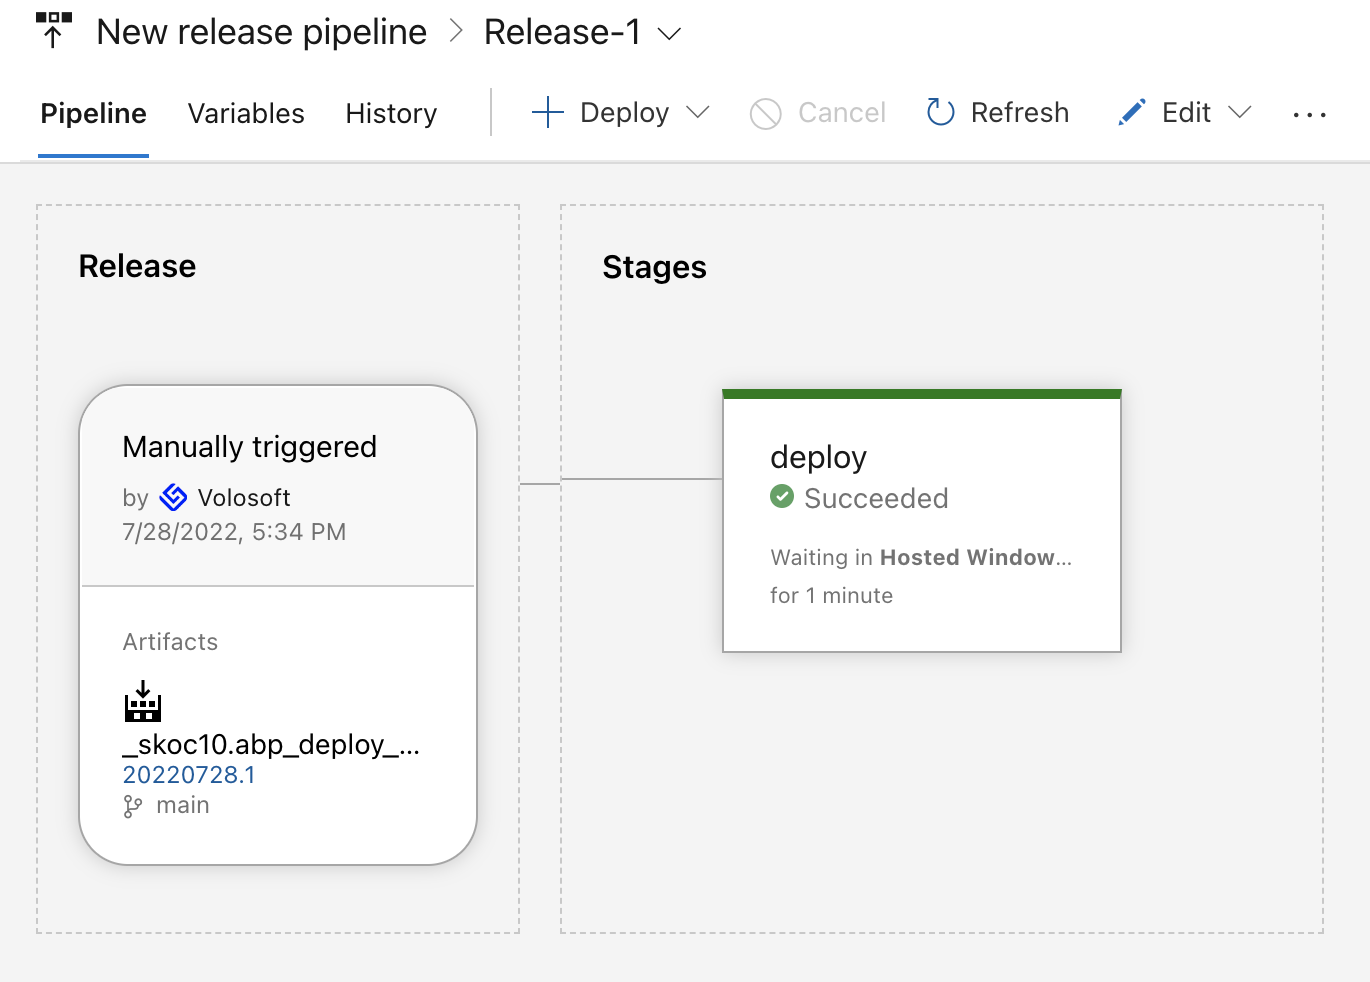 New release pipeline > Release-1
Pipeline Variables History Deploy Cancel Refresh Edit ...
Release
Stages
Manually triggered
by Volosoft
7/28/2022, 5:34 PM
Artifacts
_skoc10.abp_deploy_...
20220728.1
main
deploy
Succeeded
Waiting in Hosted Window...
for 1 minute